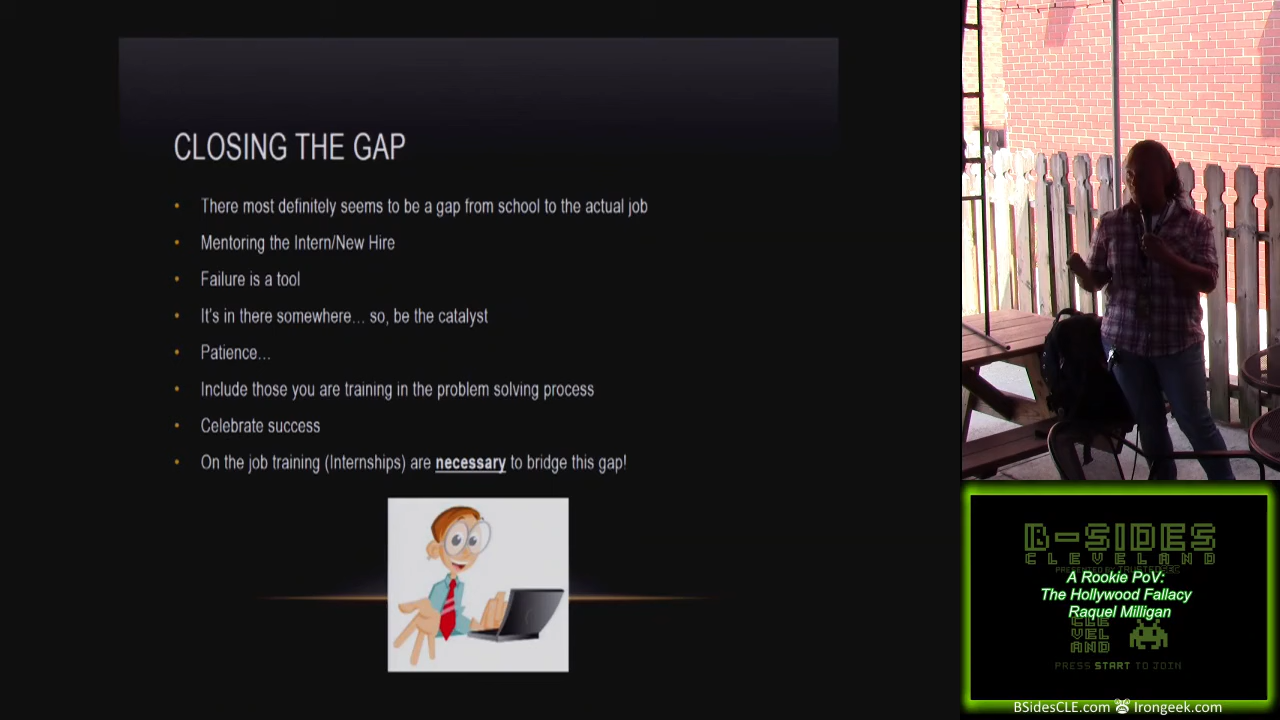 CLOSING THE GAP
• There most definitely seems to be a gap from school to the actual job
• Mentoring the Intern/New Hire
• Failure is a tool
• It's in there somewhere... so, be the catalyst
• Patience...
• Include those you are training in the problem solving process
• Celebrate success
• On the job training (Internships) are necessary to bridge this gap!
B-SIDES
CLEVELAND
PRESENTED BY TRUSTEDSEC
A Rookie PoV:
The Hollywood Fallacy
Raquel Milligan
CLE
VEL
AND
PRESS START TO JOIN
BSidesCLE.com Irongeek.com